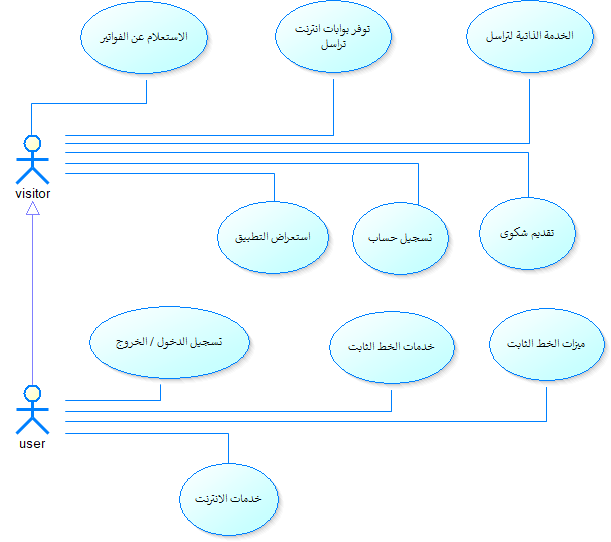 الاستعلام عن الفواتير
توفر بوابات انترنت
تراسل
الخدمة الذاتية لتراسل
visitor
استعراض التطبيق
تسجيل حساب
تقديم شكوى
تسجيل الدخول / الخروج
خدمات الخط الثابت
ميزات الخط الثابت
user
خدمات الانترنت